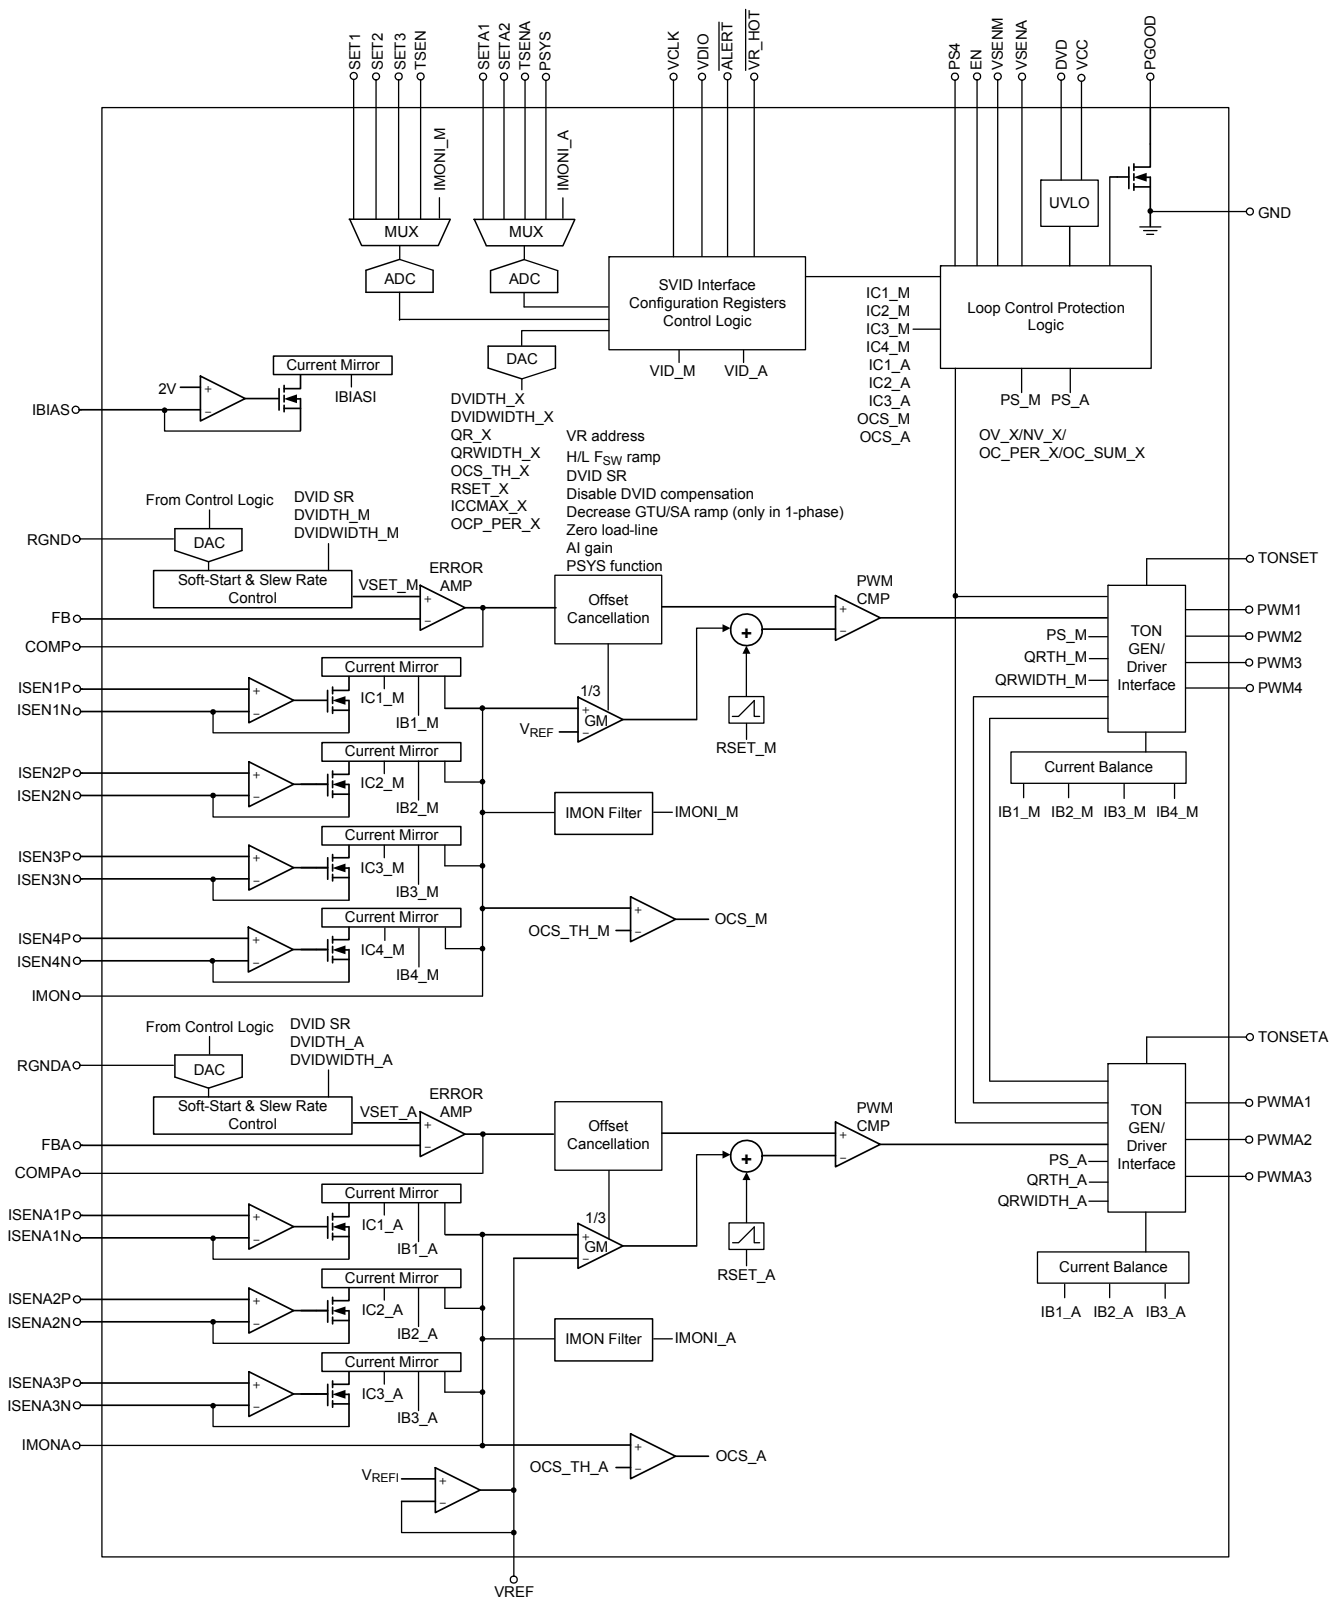 SET1
SET2
SET3
TSEN
SETA1
SETA2
TSENA
PSYS
VCLK
VDIO
ALERT
VR_HOT
PS4
EN
VSENM
VSENA
DVD
VCC
PGOOD
IMONI_M
IMONI_A
MUX
MUX
ADC
ADC
UVLO
GND
SVID Interface
Configuration Registers
Control Logic
Loop Control Protection
Logic
IC1_M
IC2_M
IC3_M
IC4_M
IC1_A
IC2_A
IC3_A
OCS_M
OCS_A
DAC
VID_M
VID_A
PS_M
PS_A
OV_X/NV_X/
OC_PER_X/OC_SUM_X
IBIAS
2V
+
−
Current Mirror
IBIASI
DVIDTH_X
DVIDWIDTH_X
QR_X
QRWIDTH_X
OCS_TH_X
RSET_X
ICCMAX_X
OCP_PER_X
VR address
H/L FSW ramp
DVID SR
Disable DVID compensation
Decrease GTU/SA ramp (only in 1-phase)
Zero load-line
AI gain
PSYS function
From Control Logic
DVID SR
DVIDTH_M
DVIDWIDTH_M
RGND
DAC
Soft-Start & Slew Rate
Control
VSET_M
ERROR
AMP
+
−
FB
COMP
Offset
Cancellation
PWM
CMP
+
−
+
TONSET
TON
GEN/
Driver
Interface
PS_M
QRTH_M
QRWIDTH_M
PWM1
PWM2
PWM3
PWM4
ISEN1P
ISEN1N
+
−
Current Mirror
IC1_M
IB1_M
1/3
+
GM
−
VREF
RSET_M
Current Balance
IB1_M
IB2_M
IB3_M
IB4_M
ISEN2P
ISEN2N
+
−
Current Mirror
IC2_M
IB2_M
IMON Filter
IMONI_M
ISEN3P
ISEN3N
+
−
Current Mirror
IC3_M
IB3_M
ISEN4P
ISEN4N
+
−
Current Mirror
IC4_M
IB4_M
OCS_TH_M
+
−
OCS_M
IMON
From Control Logic
DVID SR
DVIDTH_A
DVIDWIDTH_A
RGNDA
DAC
Soft-Start & Slew Rate
Control
VSET_A
ERROR
AMP
+
−
FBA
COMPA
Offset
Cancellation
PWM
CMP
+
−
+
TONSETA
TON
GEN/
Driver
Interface
PS_A
QRTH_A
QRWIDTH_A
PWMA1
PWMA2
PWMA3
ISENA1P
ISENA1N
+
−
Current Mirror
IC1_A
IB1_A
1/3
+
GM
−
RSET_A
Current Balance
IB1_A
IB2_A
IB3_A
ISENA2P
ISENA2N
+
−
Current Mirror
IC2_A
IB2_A
IMON Filter
IMONI_A
ISENA3P
ISENA3N
+
−
Current Mirror
IC3_A
IB3_A
IMONA
OCS_TH_A
+
−
OCS_A
VREFI
+
−
VREF